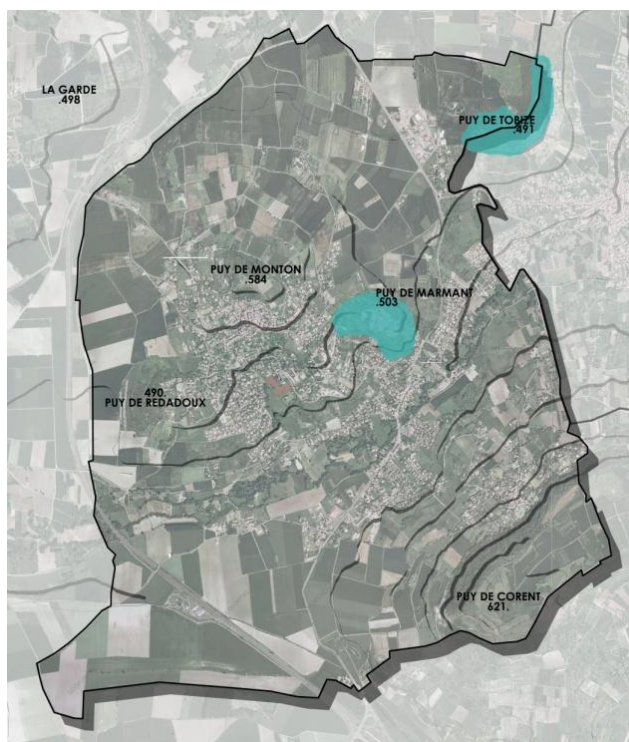 LA GARDE
.498
PUY DE TOBIZE
.491
PUY DE MONTON
.584
PUY DE MARMANT
.503
490.
PUY DE REDADOUX
PUY DE CORENT
621.